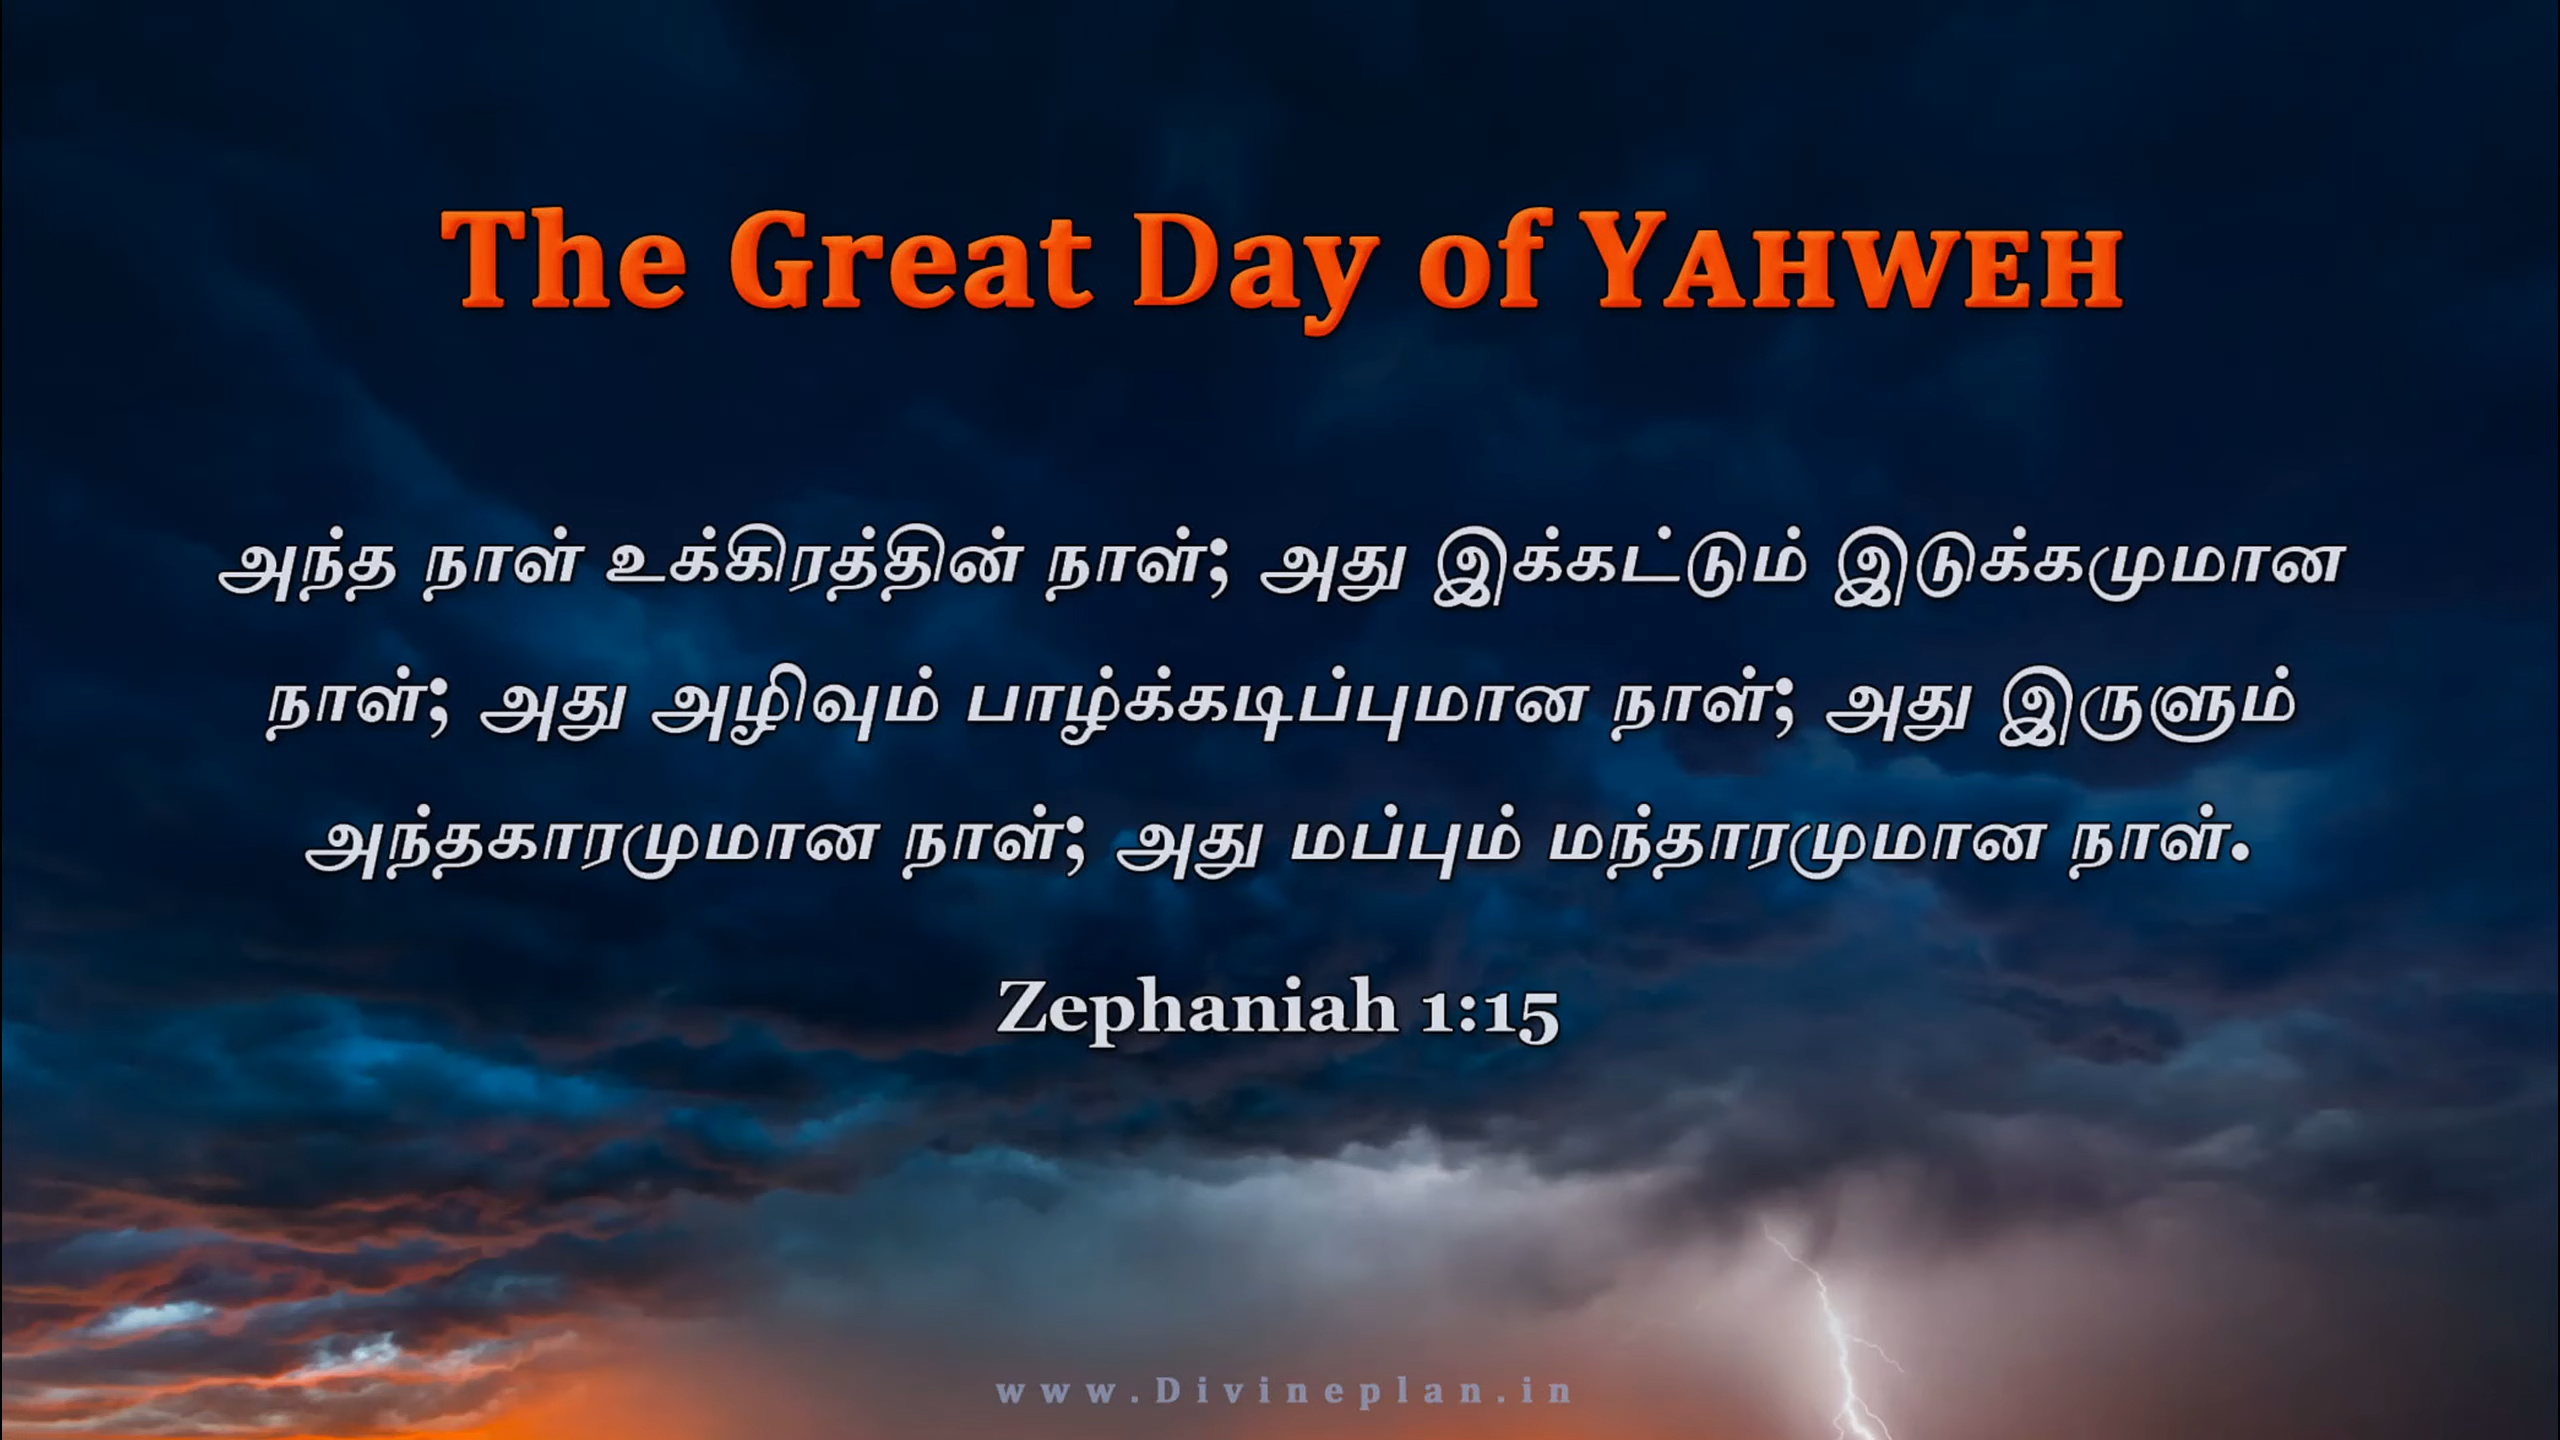 The Great Day of YAHWEH
அந்த நாள் உக்கிரத்தின் நாள்; அது இக்கட்டும் இடுக்கமுமான
நாள்; அது அழிவும் பாழ்க்கடிப்புமான நாள்; அது இருளும்
அந்தகாரமுமான நாள்; அது மப்பும் மந்தாரமுமான நாள்.
Zephaniah 1:15
www.Divineplan.in